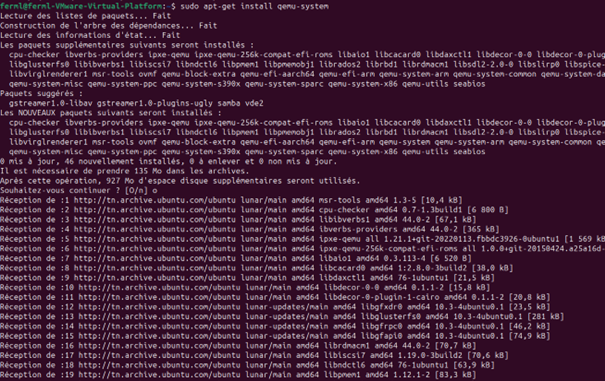 ferml@ferml-VMware-Virtual-Platform:~$ sudo apt-get install qemu-system
Lecture des listes de paquets... Fait
Construction de l'arbre des dépendances... Fait
Lecture des informations d'état... Fait
Les paquets supplémentaires suivants seront installés :
cpu-checker ibverbs-providers ipxe-qemu ipxe-qemu-256k-compat-efi-roms libaio1 libcacard0 libdaxctl1 libdecor-0-0 libdecor-0-plug
libglusterfs0 libibverbs1 libiscsi7 libndctl6 libpmem1 libpmemobj1 librados2 librbd1 librdmacm1 libsdl2-2.0-0 libslirp0 libspice-
libvirglrenderer1 msr-tools ovmf qemu-block-extra qemu-efi-aarch64 qemu-efi-arm qemu-system-arm qemu-system-common qemu-system-da
qemu-system-misc qemu-system-ppc qemu-system-s390x qemu-system-sparc qemu-system-x86 qemu-utils seabios
Paquets suggérés :
gstreamer1.0-libav gstreamer1.0-plugins-ugly samba vde2
Les NOUVEAUX paquets suivants seront installés :
cpu-checker ibverbs-providers ipxe-qemu ipxe-qemu-256k-compat-efi-roms libaio1 libcacard0 libdaxctl1 libdecor-0-0 libdecor-0-plug
libglusterfs0 libibverbs1 libiscsi7 libndctl6 libpmem1 libpmemobj1 librados2 librbd1 librdmacm1 libsdl2-2.0-0 libslirp0 libspice-
libvirglrenderer1 msr-tools ovmf qemu-block-extra qemu-efi-aarch64 qemu-efi-arm qemu-system qemu-system-arm qemu-system-common qe
qemu-system-misc qemu-system-ppc qemu-system-s390x qemu-system-sparc qemu-system-x86 qemu-utils seabios
0 mis à jour, 46 nouvellement installés, 0 à enlever et 0 non mis à jour.
Il est nécessaire de prendre 135 Mo dans les archives.
Après cette opération, 927 Mo d'espace disque supplémentaires seront utilisés.
Souhaitez-vous continuer ? [O/n] o
Réception de :1 http://tn.archive.ubuntu.com/ubuntu lunar/main amd64 msr-tools amd64 1.3-5 [10,4 kB]
Réception de :2 http://tn.archive.ubuntu.com/ubuntu lunar/main amd64 cpu-checker amd64 0.7-1.3build1 [6 800 B]
Réception de :3 http://tn.archive.ubuntu.com/ubuntu lunar/main amd64 libibverbs1 amd64 44.0-2 [67,1 kB]
Réception de :4 http://tn.archive.ubuntu.com/ubuntu lunar/main amd64 ibverbs-providers amd64 44.0-2 [365 kB]
Réception de :5 http://tn.archive.ubuntu.com/ubuntu lunar/main amd64 ipxe-qemu all 1.21.1+git-20220113.fbbdc3926-0ubuntu1 [1 569 kB
Réception de :6 http://tn.archive.ubuntu.com/ubuntu lunar/main amd64 ipxe-qemu-256k-compat-efi-roms all 1.0.0+git-20150424.a25a16d-
Réception de :7 http://tn.archive.ubuntu.com/ubuntu lunar/main amd64 libaio1 amd64 0.3.113-4 [6 520 B]
Réception de :8 http://tn.archive.ubuntu.com/ubuntu lunar/main amd64 libcacard0 amd64 1:2.8.0-3build2 [38,0 kB]
Réception de :9 http://tn.archive.ubuntu.com/ubuntu lunar/main amd64 libdaxctl1 amd64 76-1ubuntu1 [21,5 kB]
Réception de :10 http://tn.archive.ubuntu.com/ubuntu lunar/main amd64 libdecor-0-0 amd64 0.1.1-2 [15,8 kB]
Réception de :11 http://tn.archive.ubuntu.com/ubuntu lunar/main amd64 libdecor-0-plugin-1-cairo amd64 0.1.1-2 [20,8 kB]
Réception de :12 http://tn.archive.ubuntu.com/ubuntu lunar-updates/main amd64 libgfxdr0 amd64 10.3-4ubuntu0.1 [23,5 kB]
Réception de :13 http://tn.archive.ubuntu.com/ubuntu lunar-updates/main amd64 libglusterfs0 amd64 10.3-4ubuntu0.1 [281 kB]
Réception de :14 http://tn.archive.ubuntu.com/ubuntu lunar-updates/main amd64 libgfrpc0 amd64 10.3-4ubuntu0.1 [46,2 kB]
Réception de :15 http://tn.archive.ubuntu.com/ubuntu lunar-updates/main amd64 libgfapi0 amd64 10.3-4ubuntu0.1 [74,9 kB]
Réception de :16 http://tn.archive.ubuntu.com/ubuntu lunar/main amd64 librdmacm1 amd64 44.0-2 [70,7 kB]
Réception de :17 http://tn.archive.ubuntu.com/ubuntu lunar/main amd64 libiscsi7 amd64 1.19.0-3build2 [70,6 kB]
Réception de :18 http://tn.archive.ubuntu.com/ubuntu lunar/main amd64 libndctl6 amd64 76-1ubuntu1 [63,9 kB]
Réception de :19 http://tn.archive.ubuntu.com/ubuntu lunar/main amd64 libpmem1 amd64 1.12.1-2 [83,3 kB]